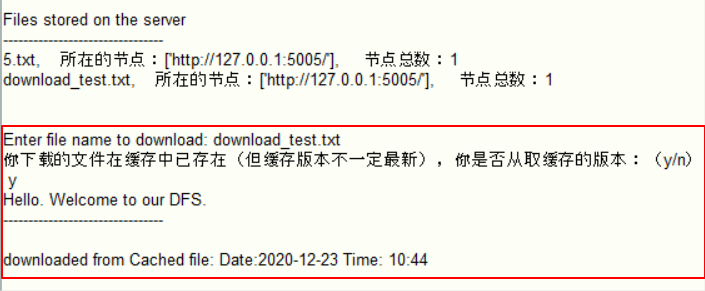 Files stored on the server
--------------------------------
5.txt, 所在的节点：['http://127.0.0.1:5005/'], 节点总数：1
download_test.txt, 所在的节点：['http://127.0.0.1:5005/'], 节点总数：1
Enter file name to download: download_test.txt
你下载的文件在缓存中已存在（但缓存版本不一定最新），你是否从取缓存的版本：（y/n）
y
Hello. Welcome to our DFS.
--------------------------------
downloaded from Cached file: Date:2020-12-23 Time: 10:44